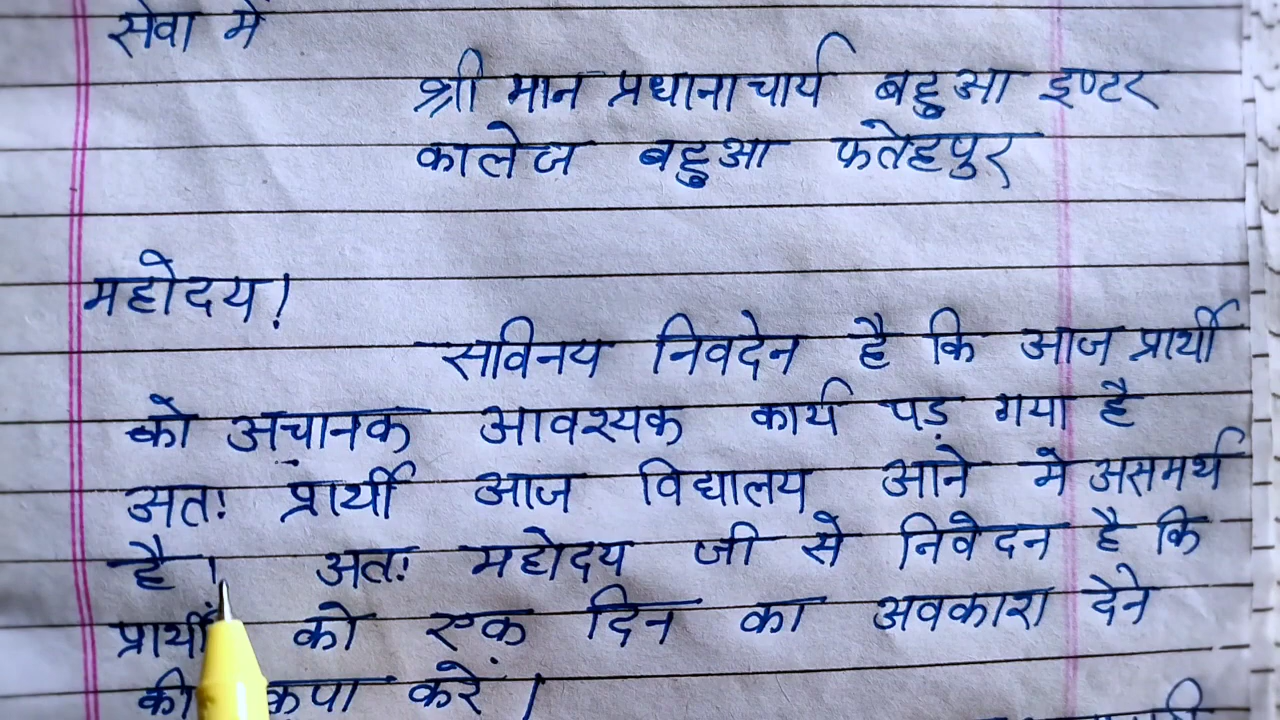 सेवा में
श्री मान प्रधानाचार्य बहुआ इण्टर
कालेज बहुआ फतेहपुर
महोदय!
सविनय निवदेन है कि आज प्रार्थी
को अचानक आवश्यक कार्य पड़ गया है
अतः प्रार्थी आज विद्यालय आने मे असमर्थ
है। अतः महोदय जी से निवेदन है कि
प्रार्थी को एक दिन का अवकाश देने
की कृपा करें।